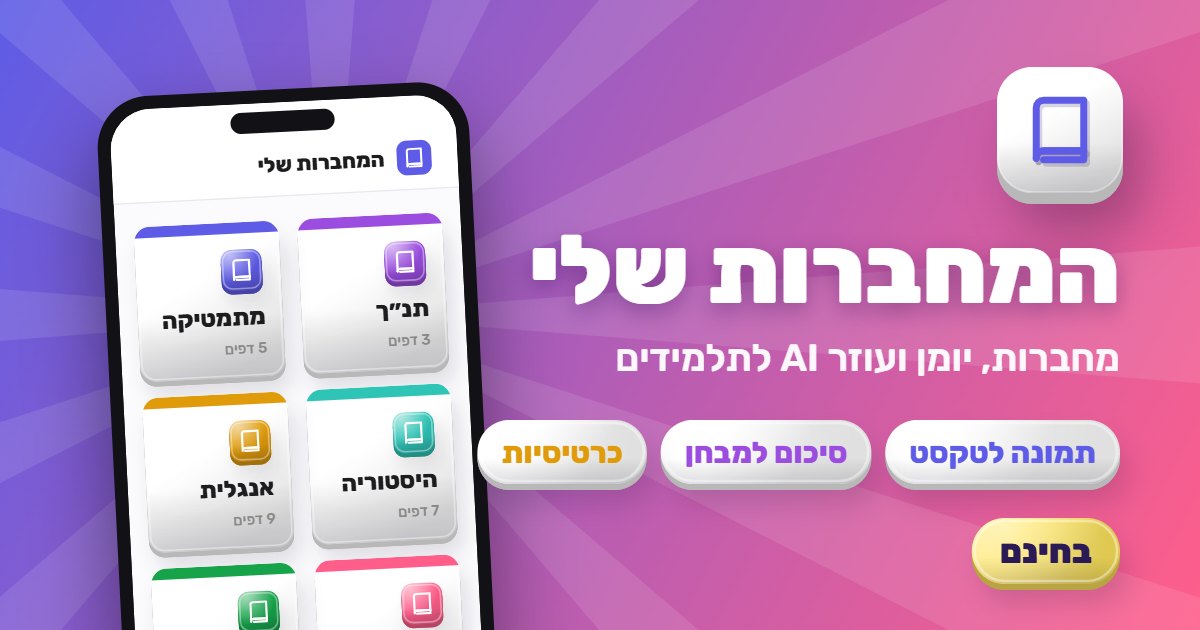 המחברות שלי
מחברות, יומן ועוזר AI לתלמידים
תמונה לטקסט
סיכום למבחן
כרטיסיות
בחינם
המחברות שלי
תנ״ך
3 דפים
מתמטיקה
5 דפים
היסטוריה
7 דפים
אנגלית
9 דפים